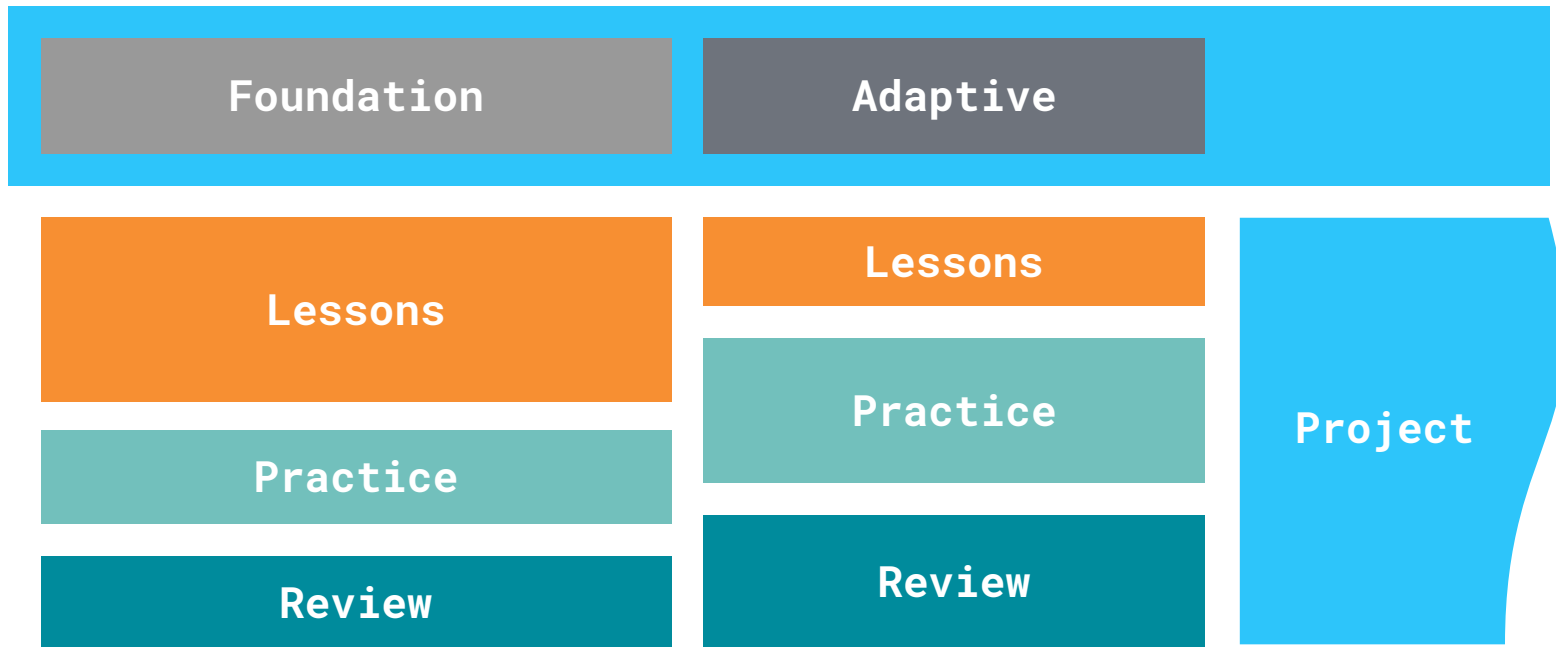 Foundation
Adaptive
Lessons
Practice
Review
Lessons
Practice
Review
Project